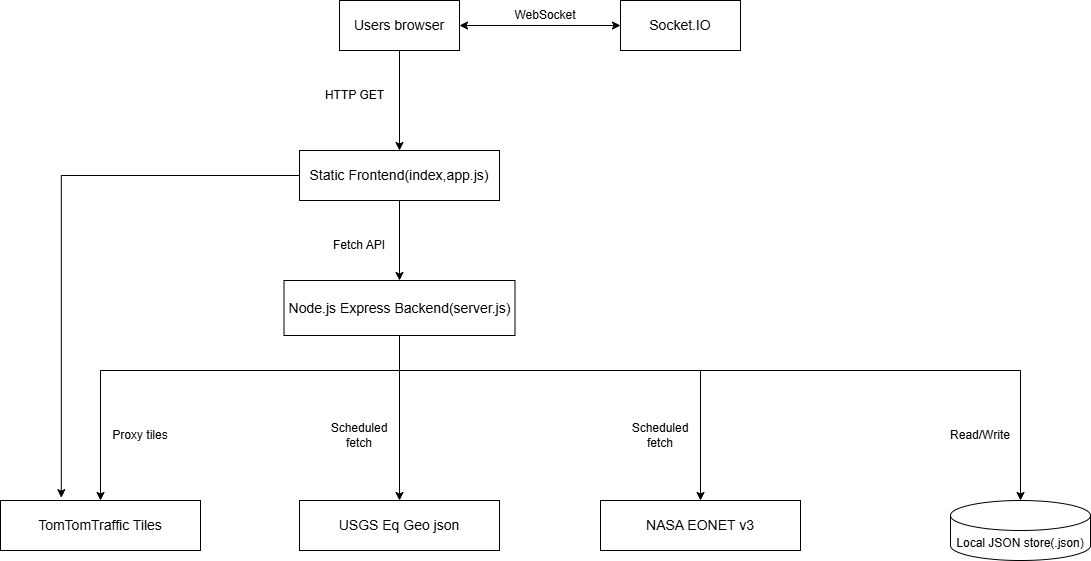 WebSocket
Users browser
Socket.IO
HTTP GET
Static Frontend(index,app.js)
Fetch API
Node.js Express Backend(server.js)
Proxy tiles
Scheduled
fetch
Scheduled
fetch
Read/Write
TomTomTraffic Tiles
USGS Eq Geo json
NASA EONET v3
Local JSON store(.json)